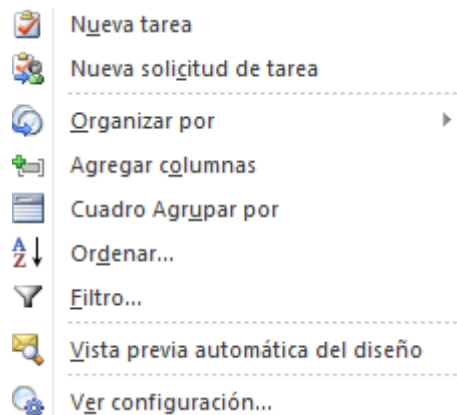 Nueva tarea
Nueva solicitud de tarea
Organizar por
Agregar columnas
Cuadro Agrupar por
Ordenar...
Filtro...
Vista previa automática del diseño
Ver configuración...